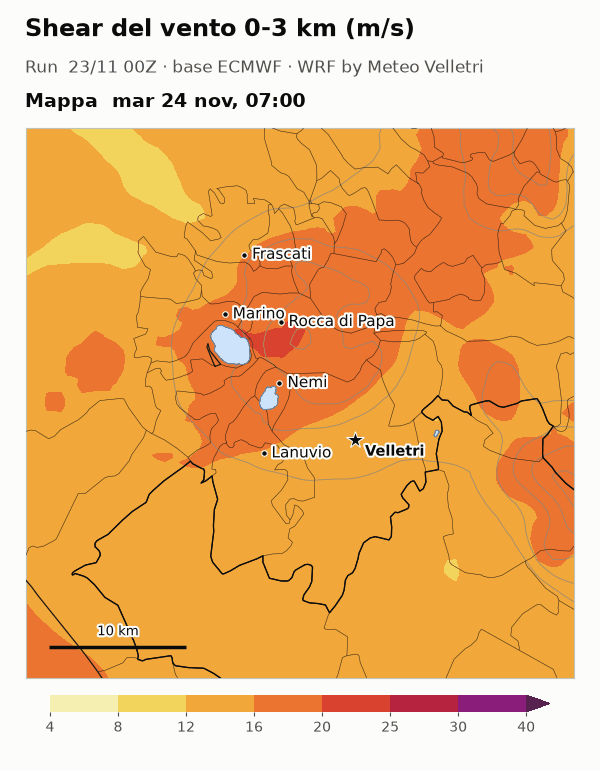 Shear del vento 0-3 km (m/s)
Run  23/11 00Z · base ECMWF · WRF by Meteo Velletri
Mappa  mar 24 nov, 07:00
Frascati
Marino
Rocca di Papa
Nemi
Velletri
Lanuvio
10 km
4 8 12 16 20 25 30 40